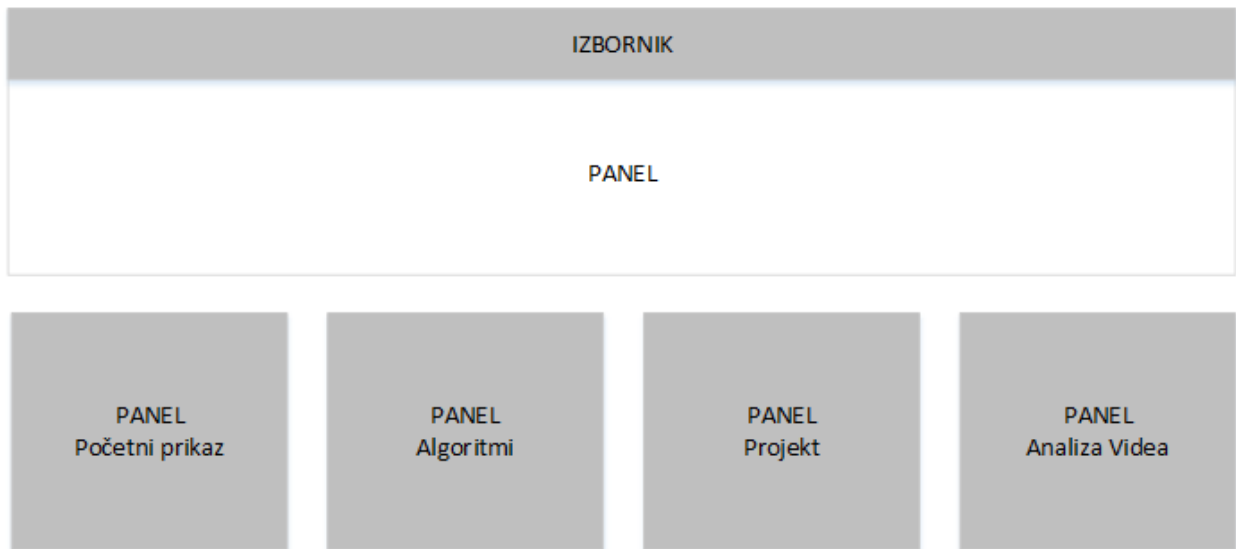 IZBORNIK
PANEL
PANEL
Početni prikaz
PANEL
Algoritmi
PANEL
Projekt
PANEL
Analiza Videa